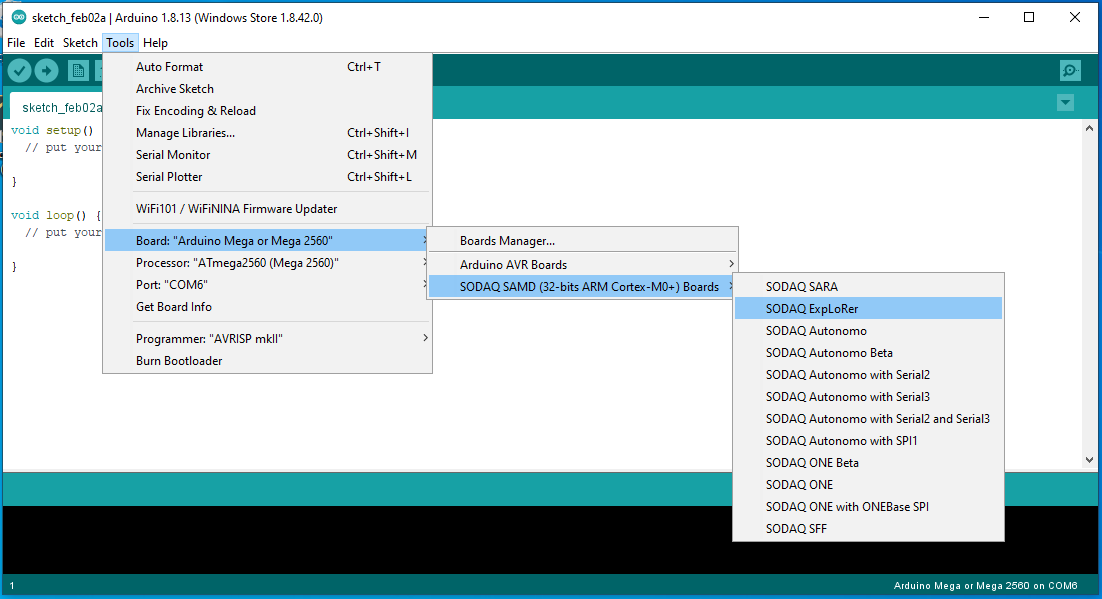 sketch_feb02a | Arduino 1.8.13 (Windows Store 1.8.42.0)
File Edit Sketch Tools Help
Auto Format Ctrl+T
Archive Sketch
Fix Encoding & Reload
Manage Libraries... Ctrl+Shift+I
Serial Monitor Ctrl+Shift+M
Serial Plotter Ctrl+Shift+L
WiFi101 / WiFiNINA Firmware Updater
Board: "Arduino Mega or Mega 2560"
Processor: "ATmega2560 (Mega 2560)"
Port: "COM6"
Get Board Info
Programmer: "AVRISP mkII"
Burn Bootloader
sketch_feb02a
void setup()
// put your
}
void loop() {
// put your
}
Boards Manager...
Arduino AVR Boards
SODAQ SAMD (32-bits ARM Cortex-M0+) Boards
SODAQ SARA
SODAQ ExpLoRer
SODAQ Autonomo
SODAQ Autonomo Beta
SODAQ Autonomo with Serial2
SODAQ Autonomo with Serial3
SODAQ Autonomo with Serial2 and Serial3
SODAQ Autonomo with SPI1
SODAQ ONE Beta
SODAQ ONE
SODAQ ONE with ONEBase SPI
SODAQ SFF
1
Arduino Mega or Mega 2560 on COM6